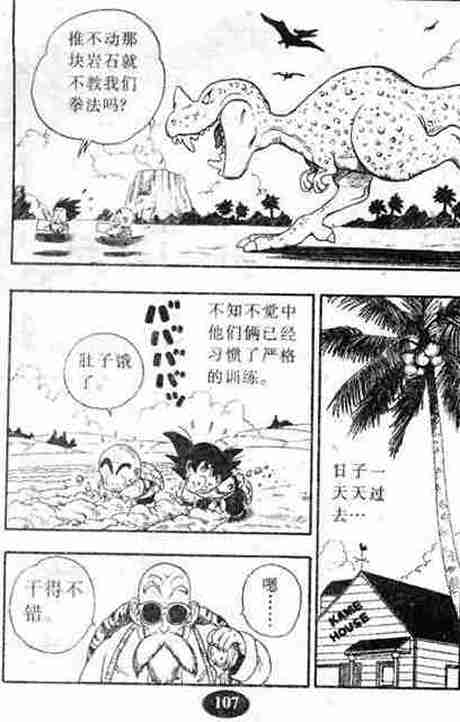 推不动那
块岩石就
不教我们
拳法吗？
日子一
天天过
去…
KAME
HOUSE
不知不觉中
他们俩已经
习惯了严格
的训练。
バババババ
肚子饿
了。
嗯……
干得不
错。
107